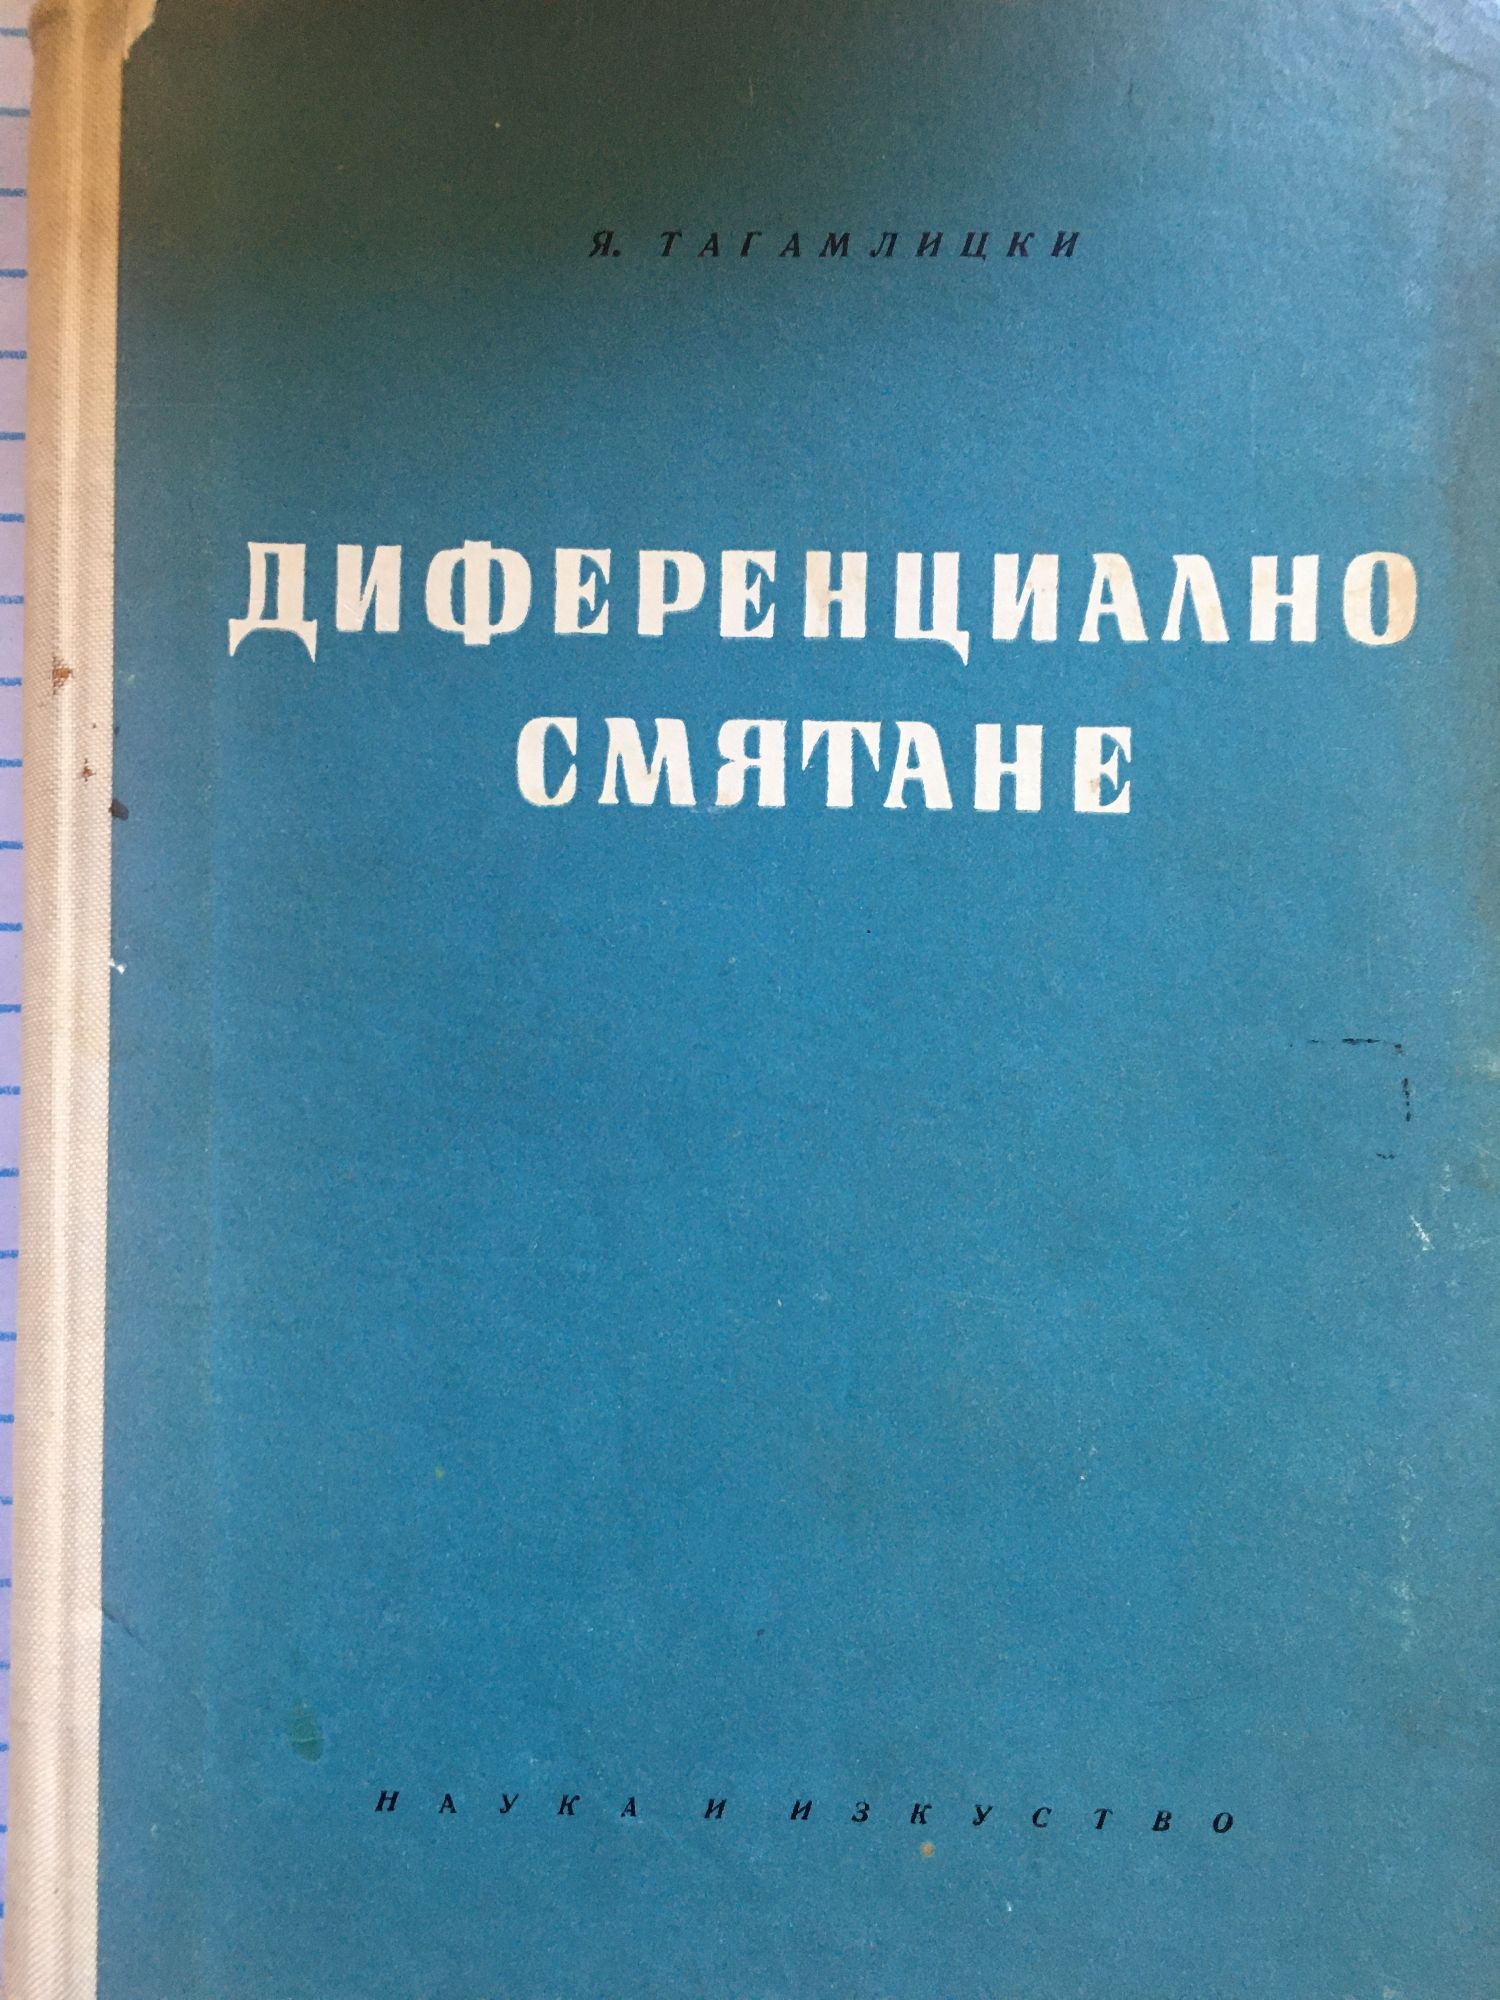 Я. ТАГАМЛИЦКИ
ДИФЕРЕНЦИАЛНО
СМЯТАНЕ
НАУКА И ИЗКУСТВО